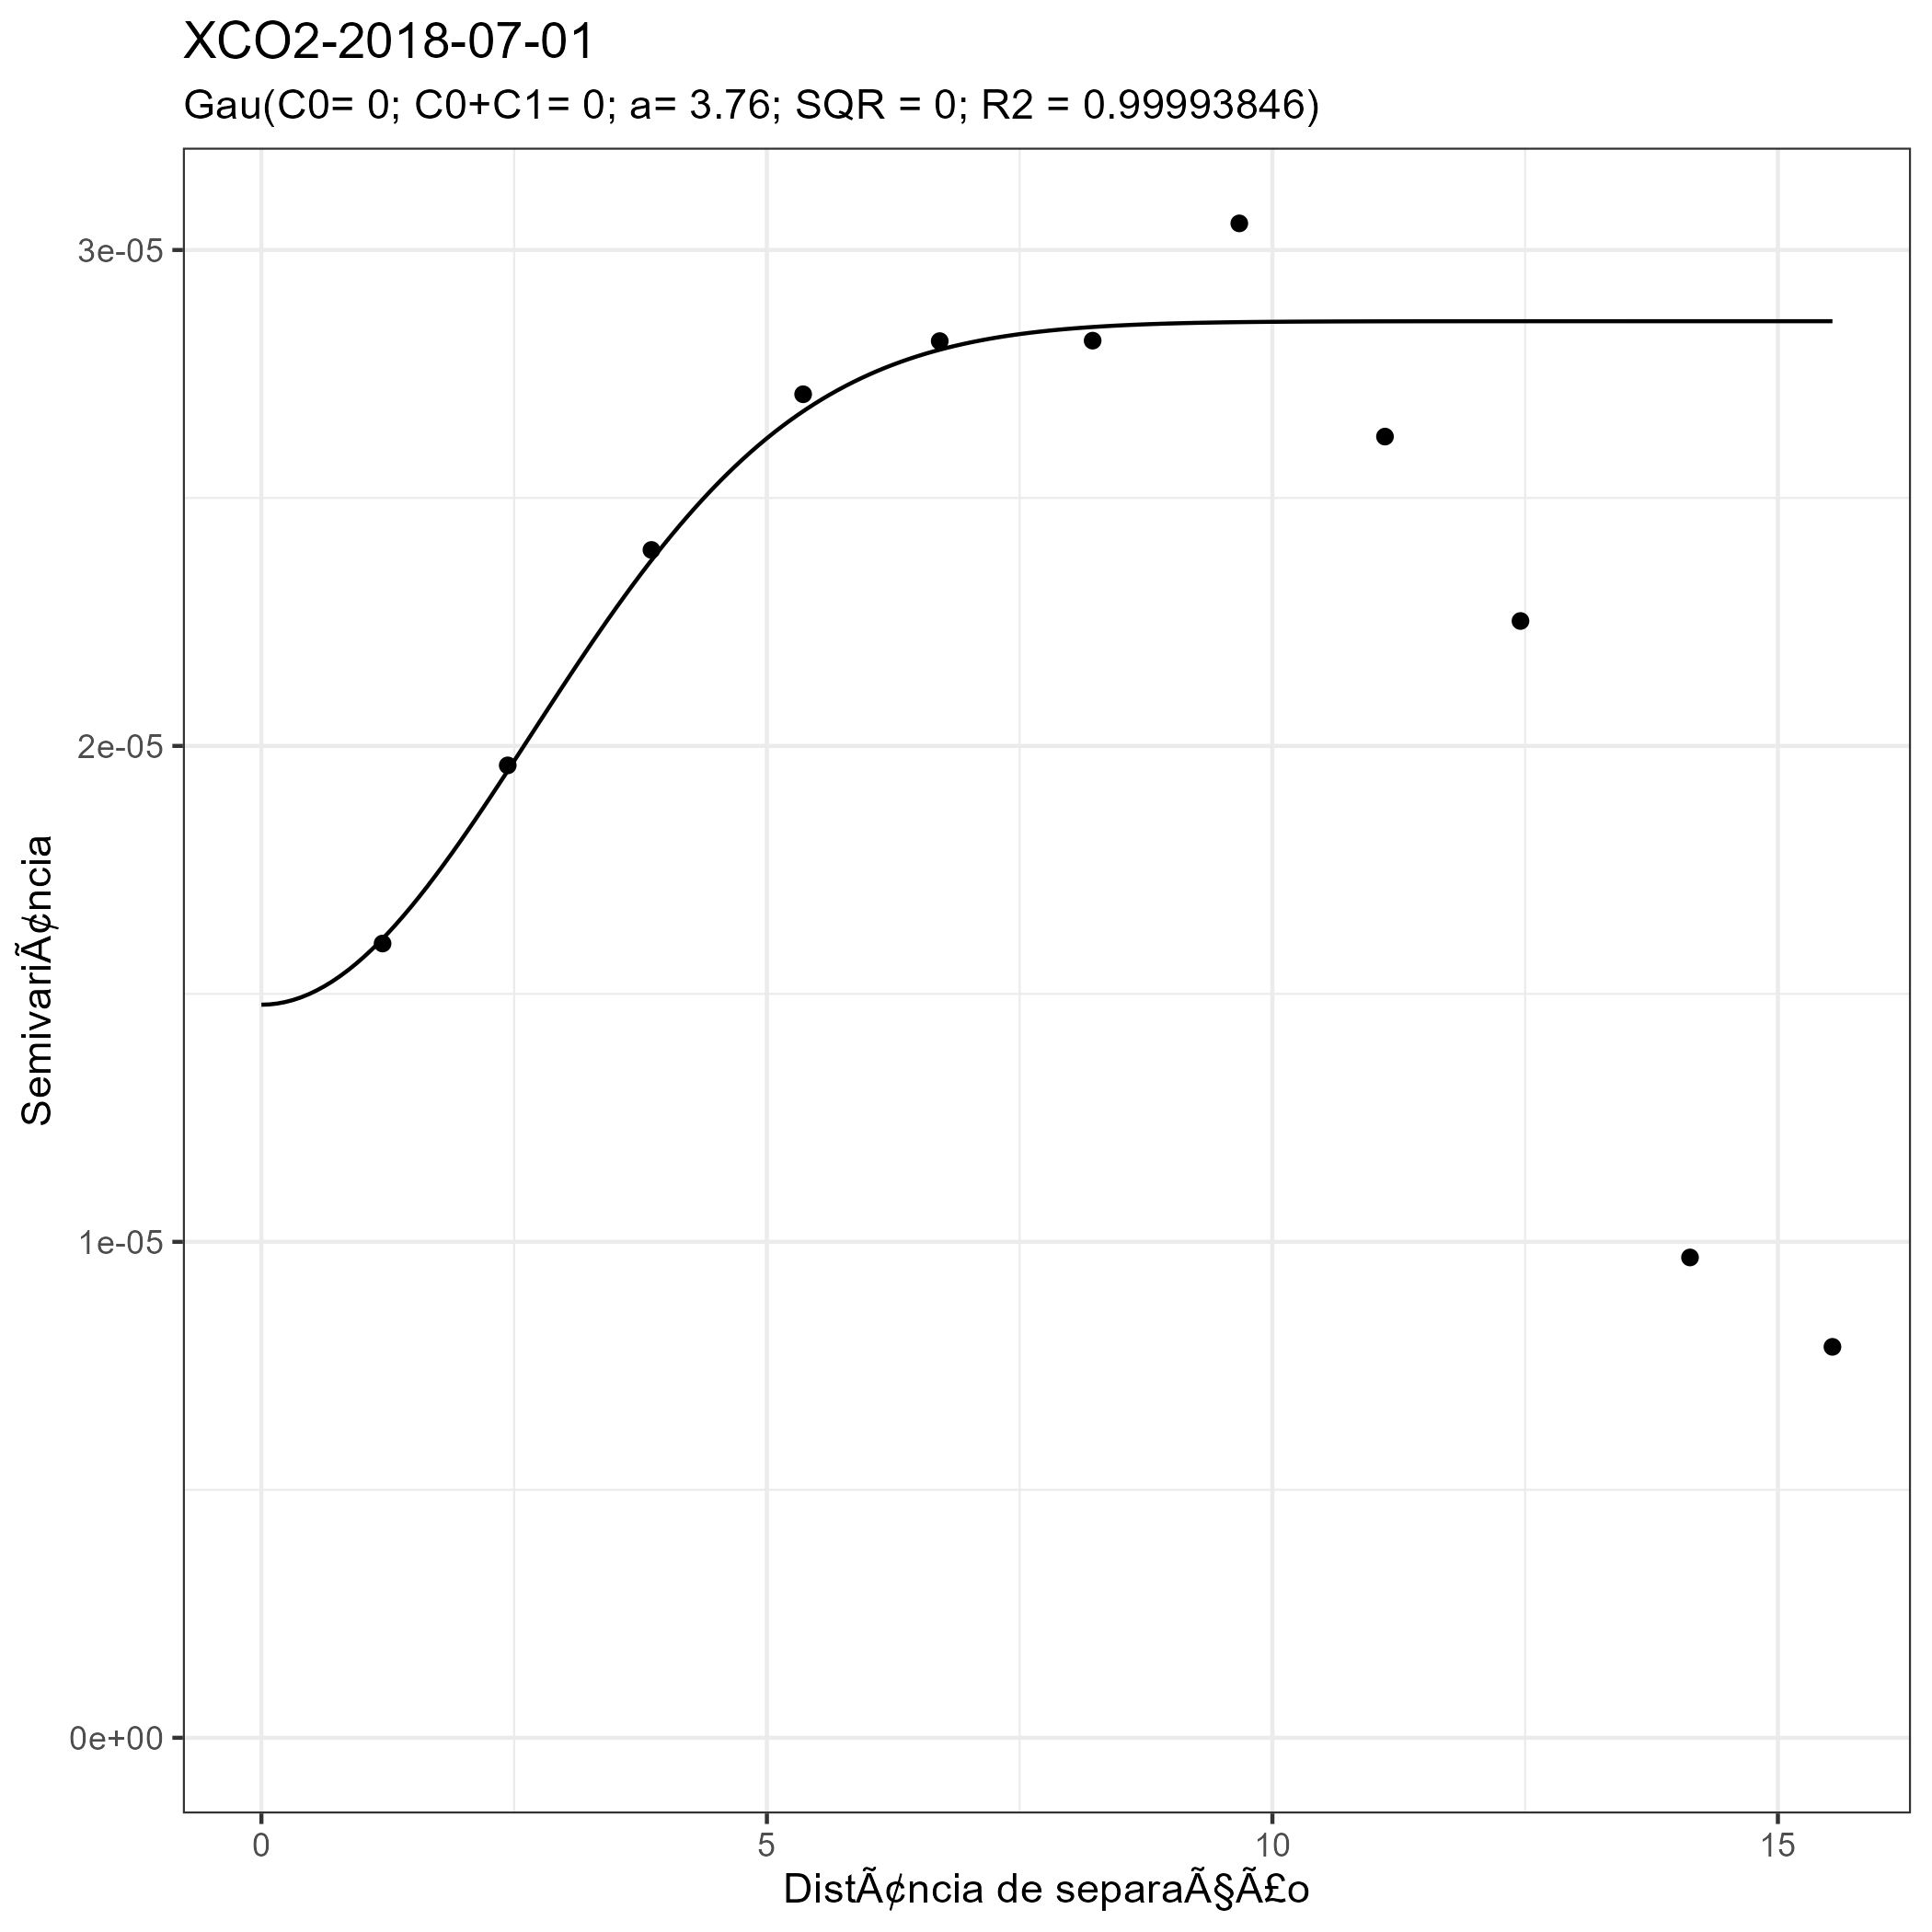 XCO2-2018-07-01
Gau(C0= 0; C0+C1= 0; a= 3.76; SQR = 0; R2 = 0.99993846)
3e-05
2e-05
1e-05
0e+00
SemivariÃ¢ncia
0 5 10 15
DistÃ¢ncia de separaÃ§Ã£o